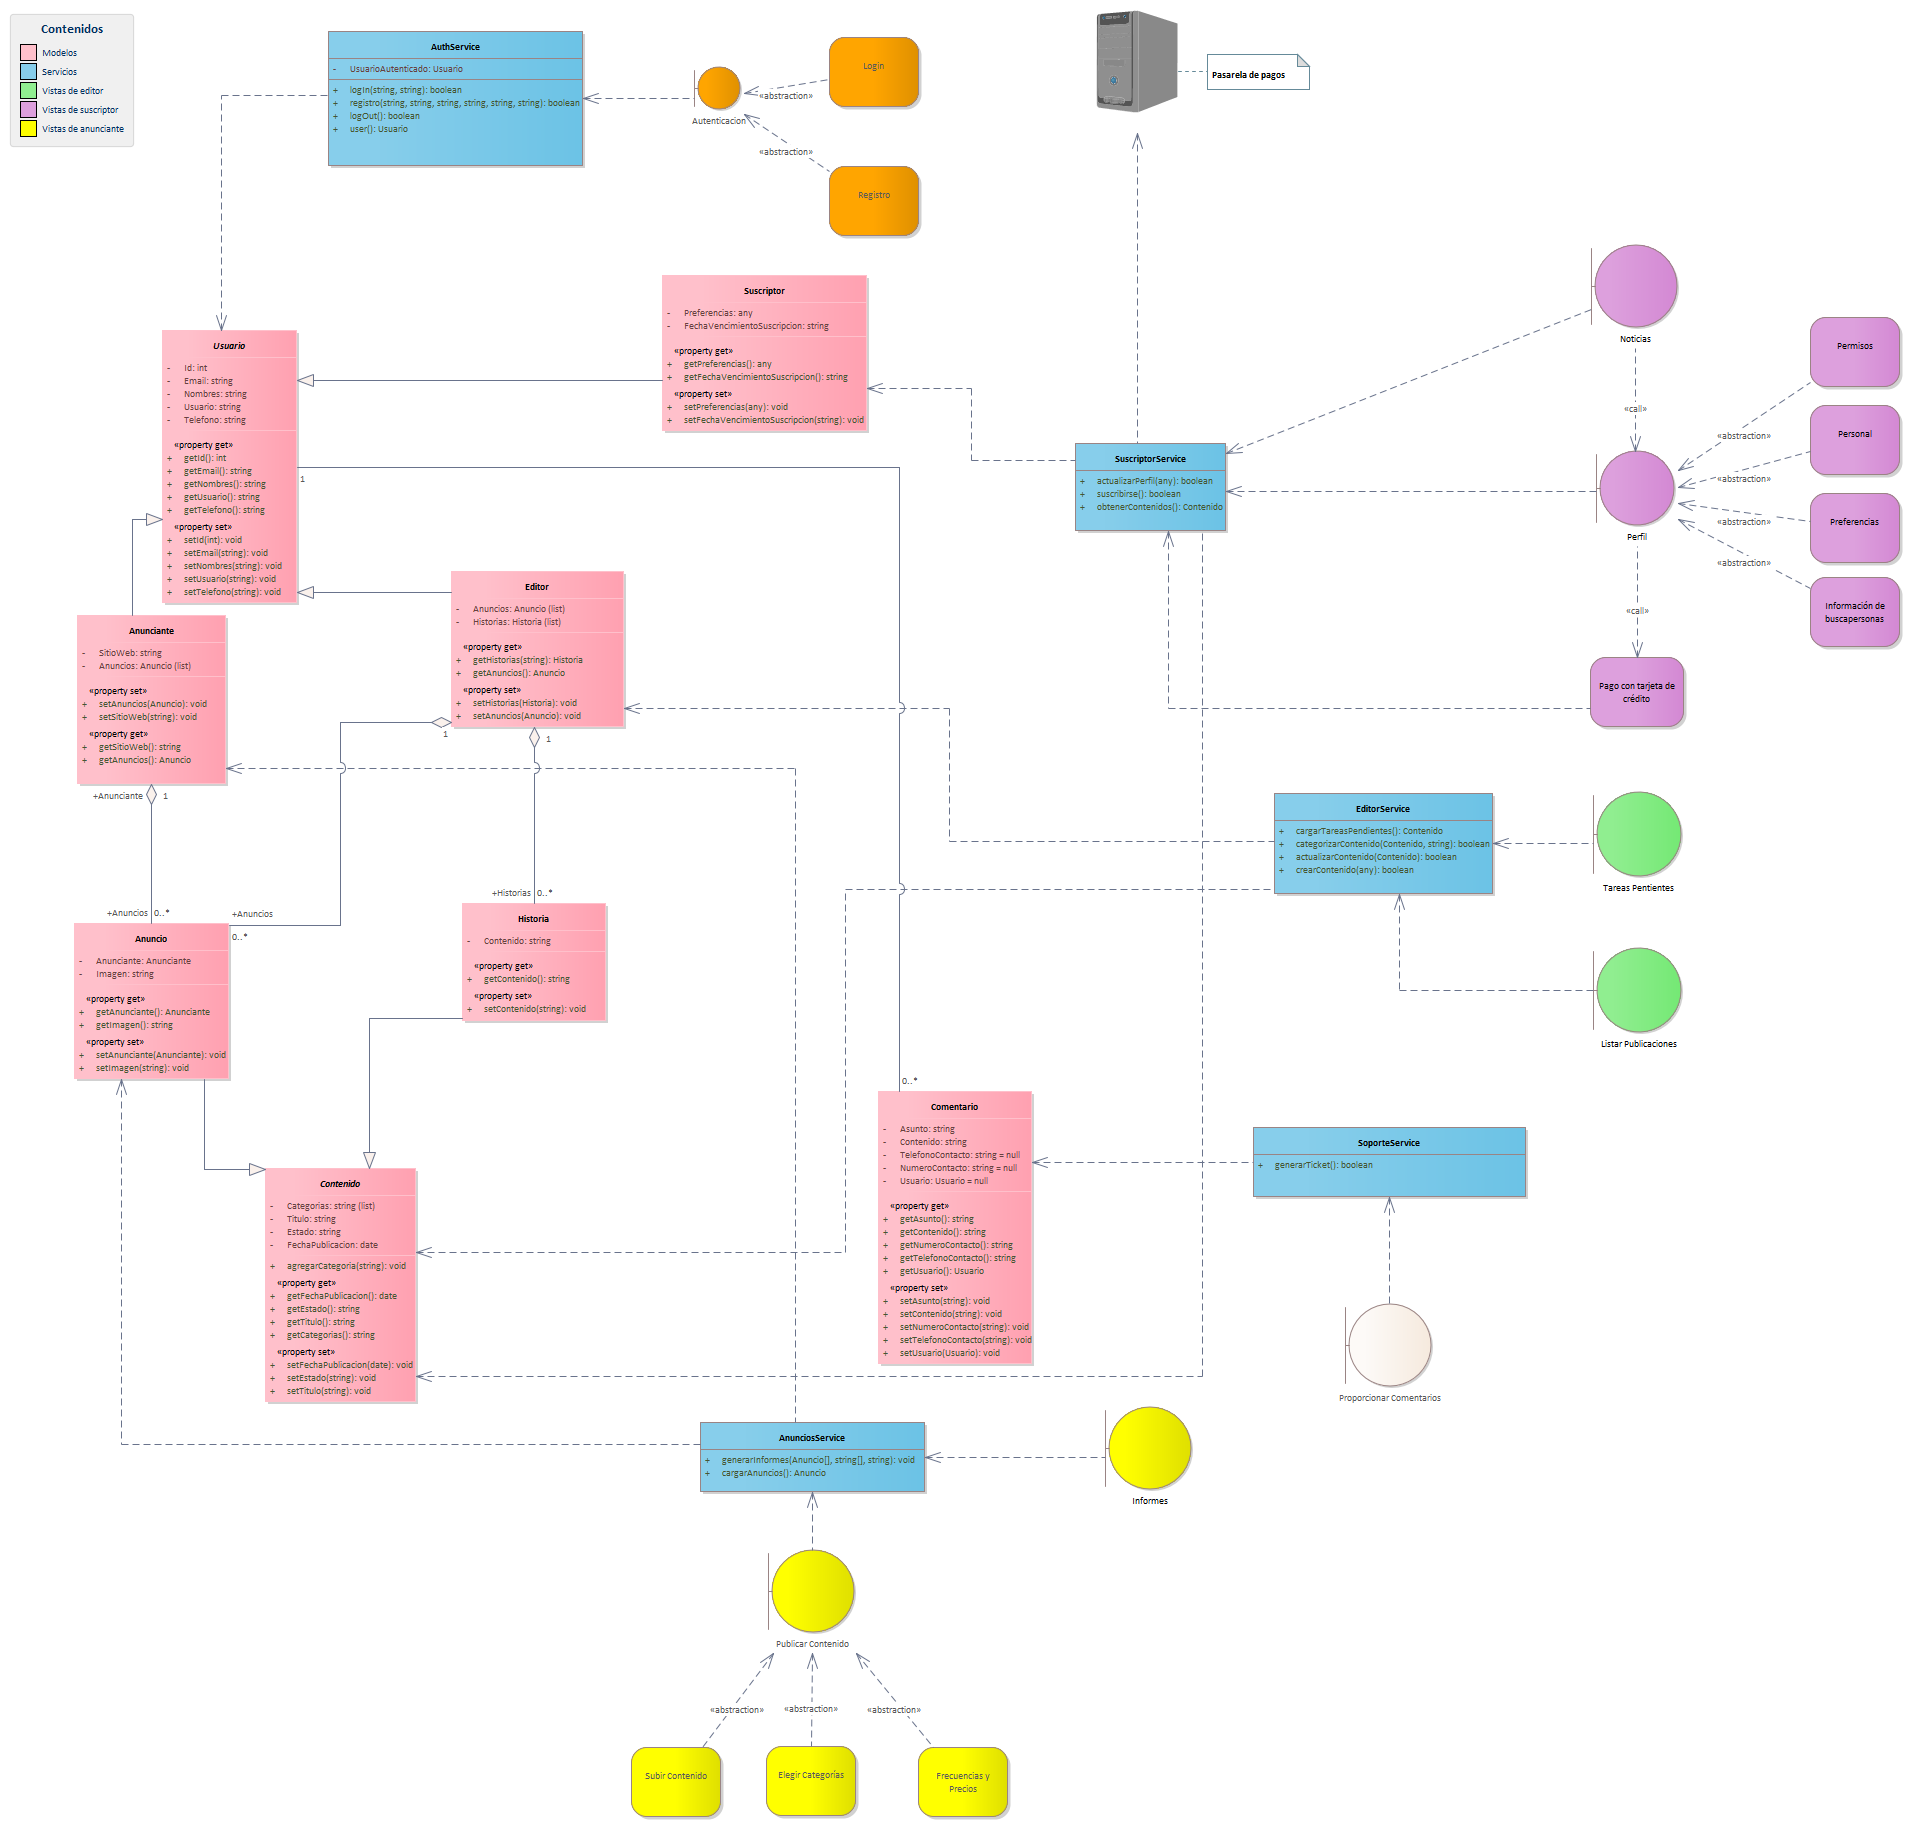 Contenidos
Modelos
Servicios
Vistas de editor
Vistas de suscriptor
Vistas de anunciante
AuthService
- UsuarioAutenticado: Usuario
+ logIn(string, string): boolean
+ registro(string, string, string, string, string, string): boolean
+ logOut(): boolean
+ user(): Usuario
Autenticacion
«abstraction»
«abstraction»
Login
Registro
Pasarela de pagos
Suscriptor
- Preferencias: any
- FechaVencimientoSuscripcion: string
«property get»
+ getPreferencias(): any
+ getFechaVencimientoSuscripcion(): string
«property set»
+ setPreferencias(any): void
+ setFechaVencimientoSuscripcion(string): void
Usuario
- Id: int
- Email: string
- Nombres: string
- Usuario: string
- Telefono: string
«property get»
+ getId(): int
+ getEmail(): string
+ getNombres(): string
+ getUsuario(): string
+ getTelefono(): string
«property set»
+ setId(int): void
+ setEmail(string): void
+ setNombres(string): void
+ setUsuario(string): void
+ setTelefono(string): void
1
Noticias
«call»
Perfil
«call»
«abstraction»
«abstraction»
«abstraction»
«abstraction»
Permisos
Personal
Preferencias
Información de
buscapersonas
Pago con tarjeta de
crédito
SuscriptorService
+ actualizarPerfil(any): boolean
+ suscribirse(): boolean
+ obtenerContenidos(): Contenido
Editor
- Anuncios: Anuncio (list)
- Historias: Historia (list)
«property get»
+ getHistorias(string): Historia
+ getAnuncios(): Anuncio
«property set»
+ setHistorias(Historia): void
+ setAnuncios(Anuncio): void
1
1
Anunciante
- SitioWeb: string
- Anuncios: Anuncio (list)
«property set»
+ setAnuncios(Anuncio): void
+ setSitioWeb(string): void
«property get»
+ getSitioWeb(): string
+ getAnuncios(): Anuncio
+Anunciante 1
+Anuncios 0..*
+Anuncios
0..*
+Historias 0..*
EditorService
+ cargarTareasPendientes(): Contenido
+ categorizarContenido(Contenido, string): boolean
+ actualizarContenido(Contenido): boolean
+ crearContenido(any): boolean
Tareas Pentientes
Listar Publicaciones
Anuncio
- Anunciante: Anunciante
- Imagen: string
«property get»
+ getAnunciante(): Anunciante
+ getImagen(): string
«property set»
+ setAnunciante(Anunciante): void
+ setImagen(string): void
Historia
- Contenido: string
«property get»
+ getContenido(): string
«property set»
+ setContenido(string): void
0..*
Comentario
- Asunto: string
- Contenido: string
- TelefonoContacto: string = null
- NumeroContacto: string = null
- Usuario: Usuario = null
«property get»
+ getAsunto(): string
+ getContenido(): string
+ getNumeroContacto(): string
+ getTelefonoContacto(): string
+ getUsuario(): Usuario
«property set»
+ setAsunto(string): void
+ setContenido(string): void
+ setNumeroContacto(string): void
+ setTelefonoContacto(string): void
+ setUsuario(Usuario): void
SoporteService
+ generarTicket(): boolean
Proporcionar Comentarios
Contenido
- Categorias: string (list)
- Titulo: string
- Estado: string
- FechaPublicacion: date
+ agregarCategoria(string): void
«property get»
+ getFechaPublicacion(): date
+ getEstado(): string
+ getTitulo(): string
+ getCategorias(): string
«property set»
+ setFechaPublicacion(date): void
+ setEstado(string): void
+ setTitulo(string): void
AnunciosService
+ generarInformes(Anuncio[], string[], string): void
+ cargarAnuncios(): Anuncio
Informes
Publicar Contenido
«abstraction»
«abstraction»
«abstraction»
Subir Contenido
Elegir Categorías
Frecuencias y
Precios